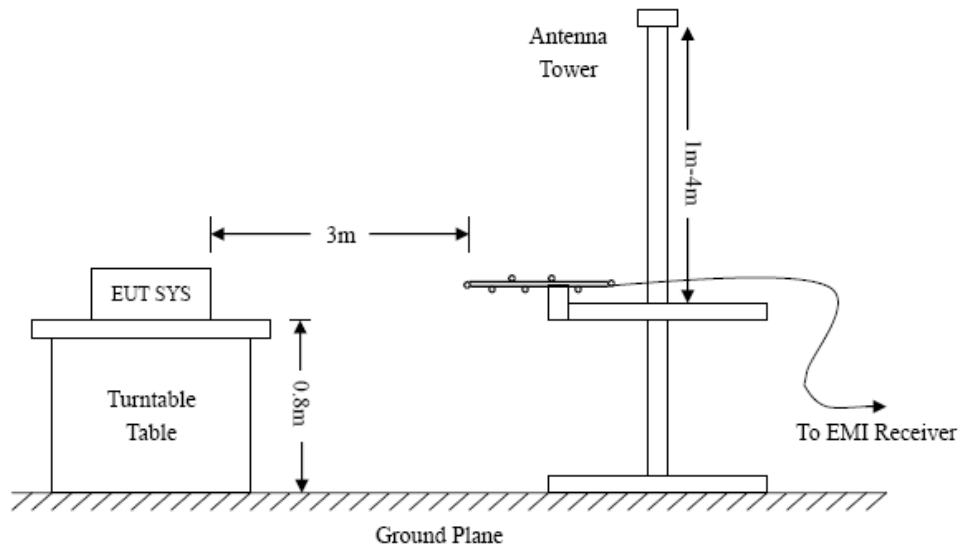 Antenna
Tower
1m-4m
3m
EUT SYS
0.8m
Turntable
Table
To EMI Receiver
Ground Plane